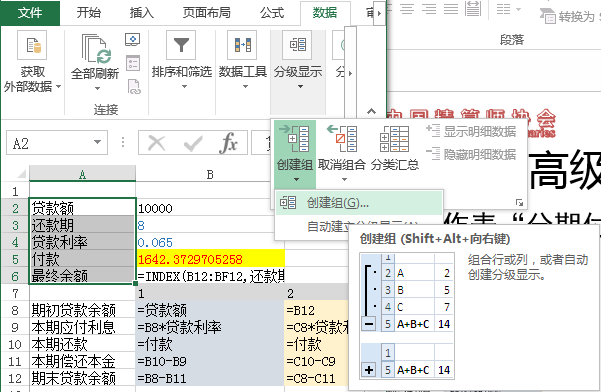 文件 开始 插入 页面布局 公式 数据
获取
外部数据
全部刷新
排序和筛选
数据工具
分级显示
连接
段落
转换为 S
A2
中国精算师协会
创建组
取消组合
分类汇总
显示明细数据
隐藏明细数据
创建组(G)...
自动建立分级显示(A)
高级
创建组 (Shift+Alt+向右键)
组合行或列，或者自动
创建分级显示。
1
2 A 2
3 B 5
4 C 7
5 A+B+C 14
1
5 A+B+C 14
A B
1
2 贷款额 10000
3 还款期 8
4 贷款利率 0.065
5 付款 1642.3729705258
6 最终余额 =INDEX(B12:BF12,还款期
7 1 2
8 期初贷款余额 =贷款额 =B12
9 本期应付利息 =B8*贷款利率 =C8*贷款利
10 本期还款 =付款 =付款
11 本期偿还本金 =B10-B9 =C10-C9
12 期末贷款余额 =B8-B11 =C8-C11